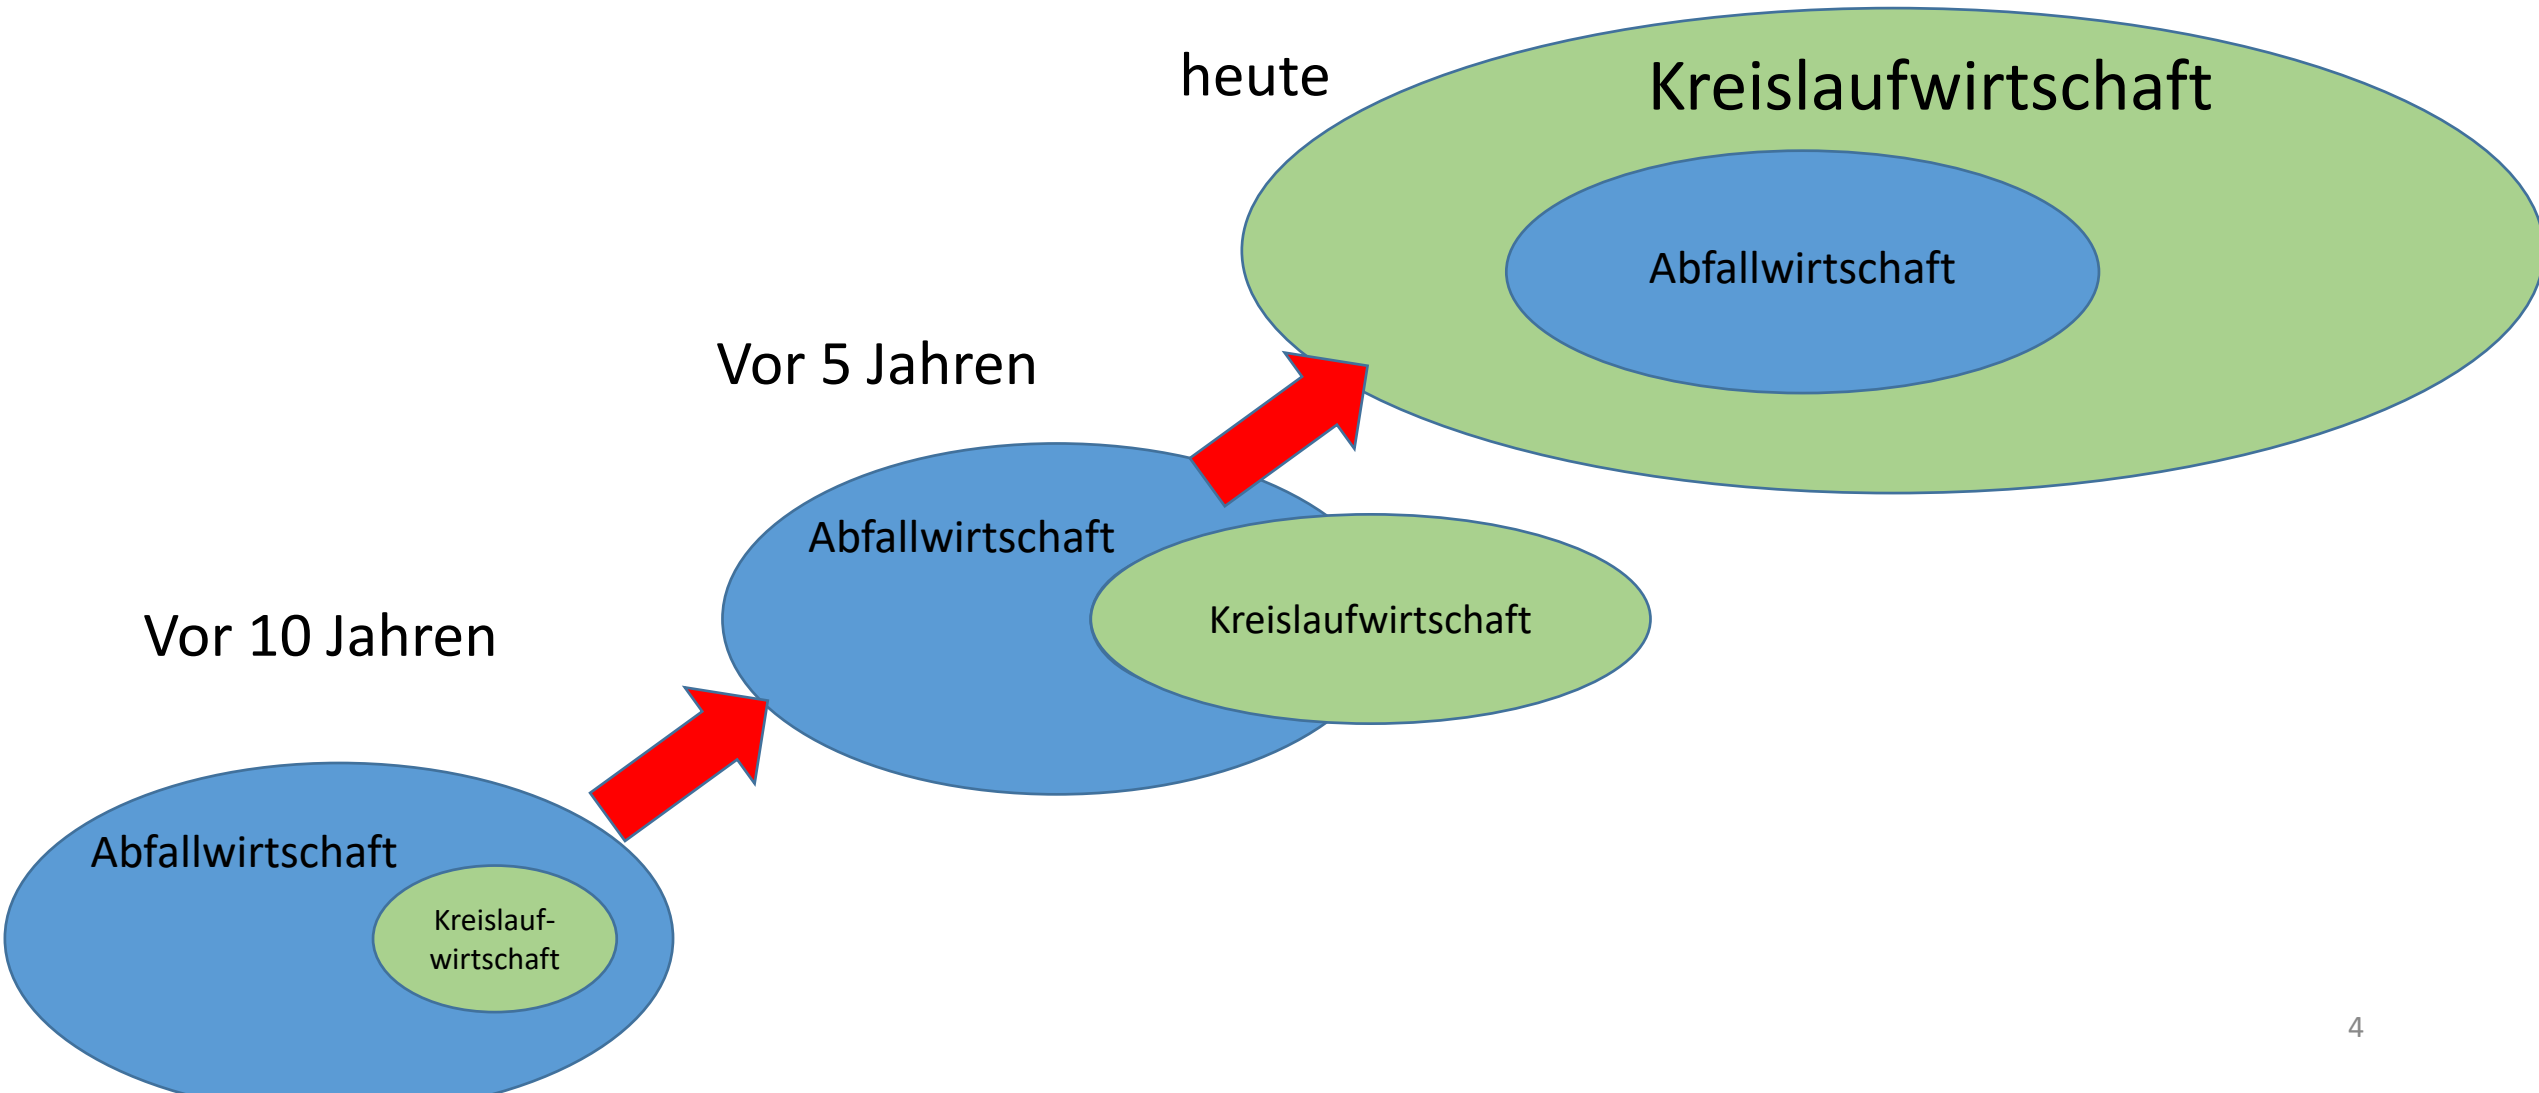 heute
Kreislaufwirtschaft
Abfallwirtschaft
Vor 5 Jahren
Abfallwirtschaft
Kreislaufwirtschaft
Vor 10 Jahren
Abfallwirtschaft
Kreislauf-
wirtschaft
4